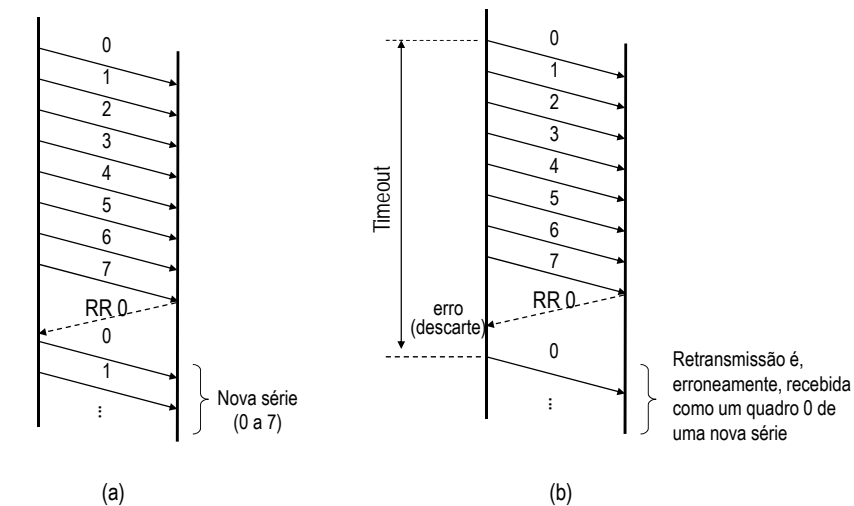 0
1
2
3
4
5
6
7
RR 0
0
1
...
Nova série
(0 a 7)
(a)
Timeout
0
1
2
3
4
5
6
7
RR 0
erro
(descarte)
0
...
Retransmissão é,
erroneamente, recebida
como um quadro 0 de
uma nova série
(b)